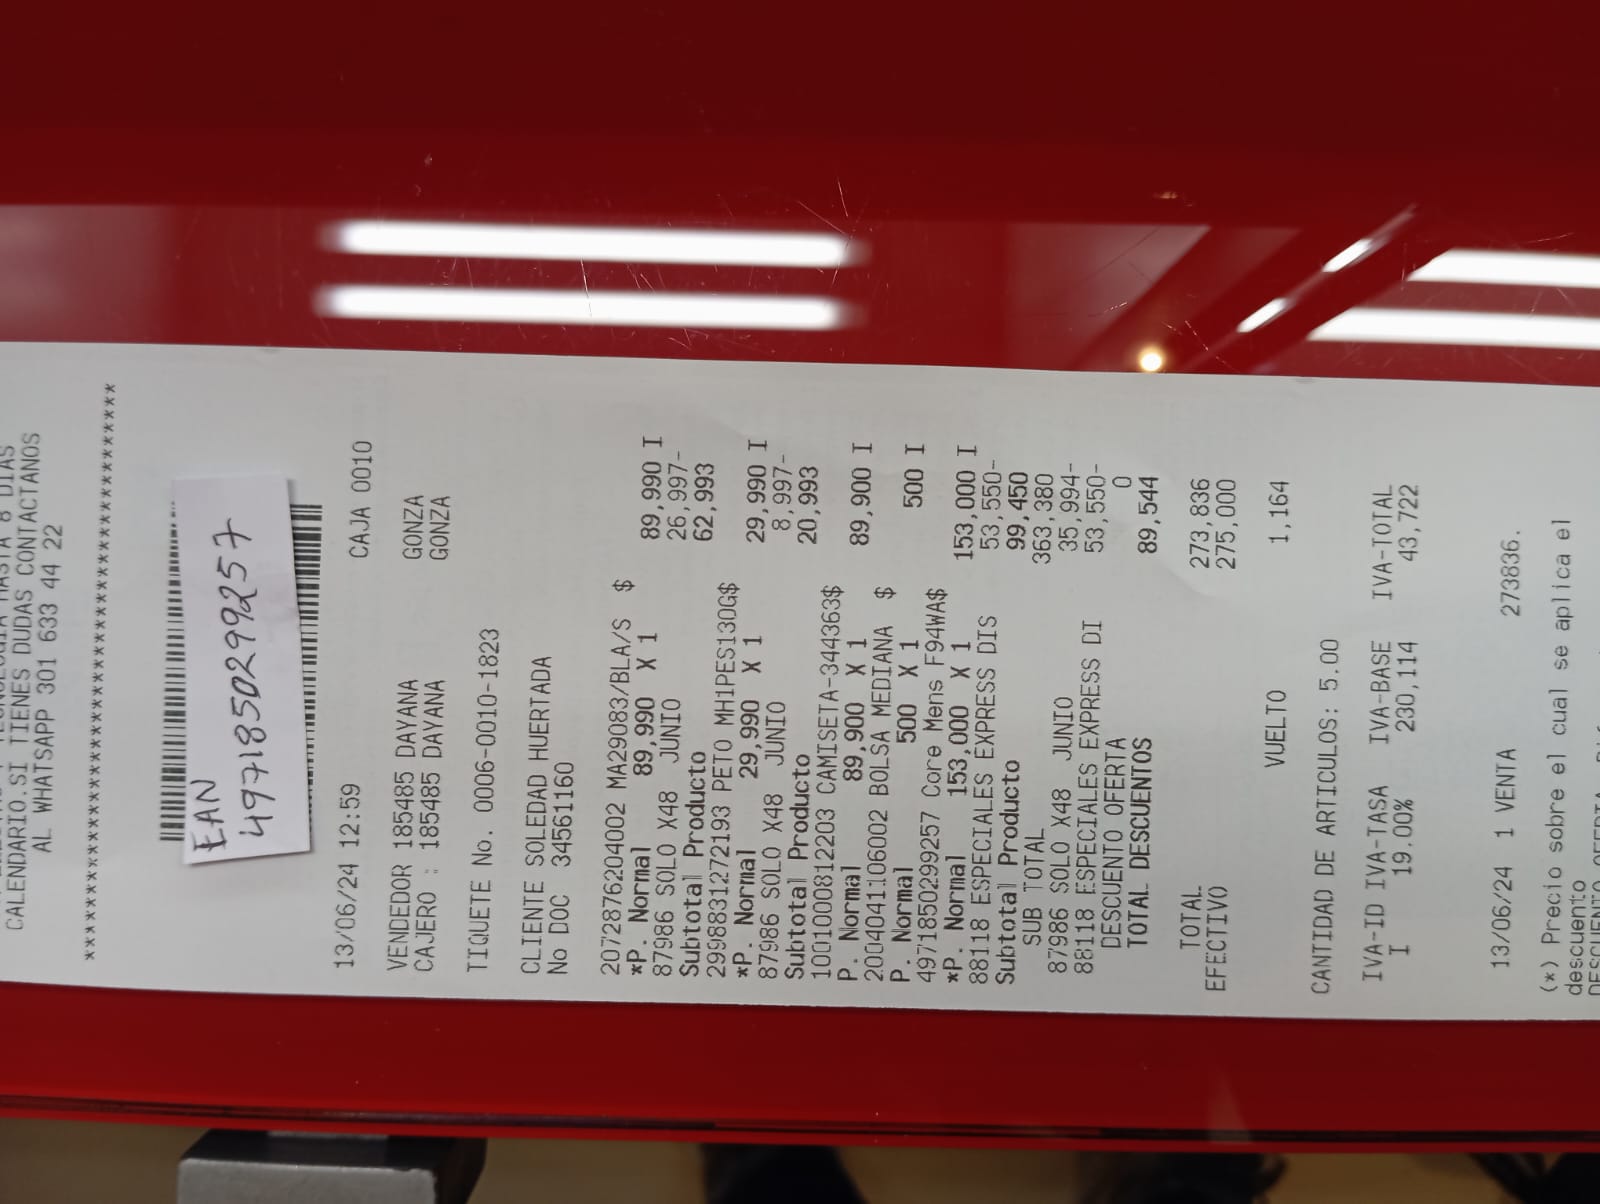 CALENDARIO.SI TIENES DUDAS CONTACTANOS
AL WHATSAPP 301 633 44 22
****************************************
EAN
4971850299257
13/06/24 12:59 CAJA 0010
VENDEDOR 185485 DAYANA GONZA
CAJERO : 185485 DAYANA GONZA
TIQUETE No. 0006-0010-1823
CLIENTE SOLEDAD HUERTADA
No DOC 34561160
2072876204002 MA29083/BLA/S $ 89,990 I
*P. Normal 89,990 X 1
87986 SOLO X48 JUNIO 26,997-
Subtotal Producto 62,993
2999831272193 PETO MH1PES130G$ 29,990 I
*P. Normal 29,990 X 1
87986 SOLO X48 JUNIO 8,997-
Subtotal Producto 20,993
1001000812203 CAMISETA-344363$ 89,900 I
P. Normal 89,900 X 1
2004041106002 BOLSA MEDIANA $ 500 I
P. Normal 500 X 1
4971850299257 Core Mens F94WA$ 153,000 I
*P. Normal 153,000 X 1
88118 ESPECIALES EXPRESS DIS 53,550-
Subtotal Producto 99,450
SUB TOTAL 363,380
87986 SOLO X48 JUNIO 35,994-
88118 ESPECIALES EXPRESS DI 53,550-
DESCUENTO OFERTA 0
TOTAL DESCUENTOS 89,544
TOTAL 273,836
EFECTIVO 275,000
VUELTO 1,164
CANTIDAD DE ARTICULOS: 5.00
IVA-ID IVA-TASA IVA-BASE IVA-TOTAL
I 19.00% 230,114 43,722
13/06/24 1 VENTA 273836.
(*) Precio sobre el cual se aplica el
descuento